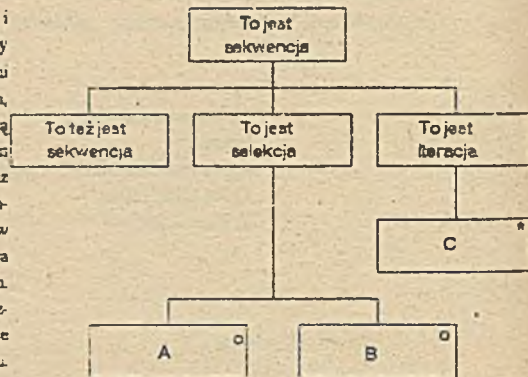 i
y
u
a,
R
n
z
-
w
a
n
z-
e
i.
To jest
sekwencja
To też jest
sekwencja
To jest
selekcja
To jest
iteracja
C *
A o
B o